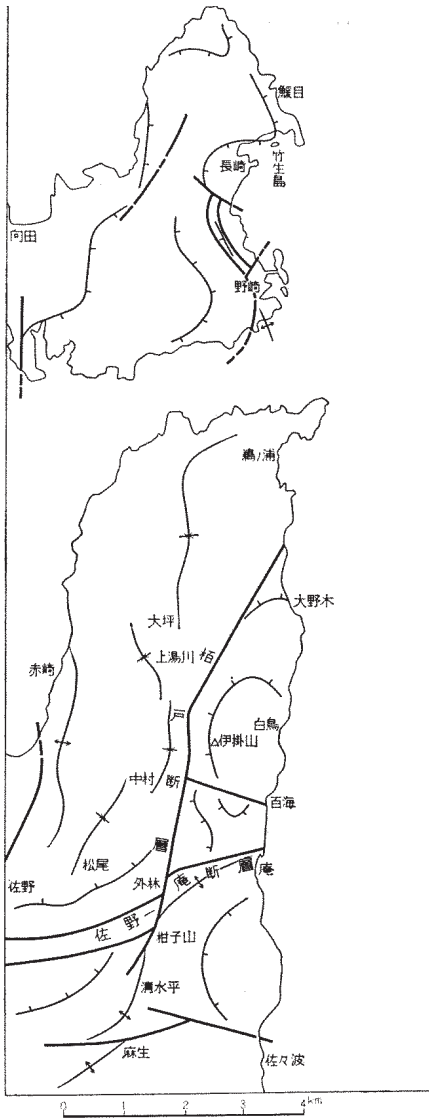 鰀目
竹生島
長崎
向田
野崎
鵜ノ浦
大野木
大坪
上湯川
柏戸断層
赤崎
白鳥
△伊掛山
中村
百海
松尾
佐野
外林
佐野－庵断層
庵
柑子山
清水平
麻生
佐々波
0 1 2 3 4km